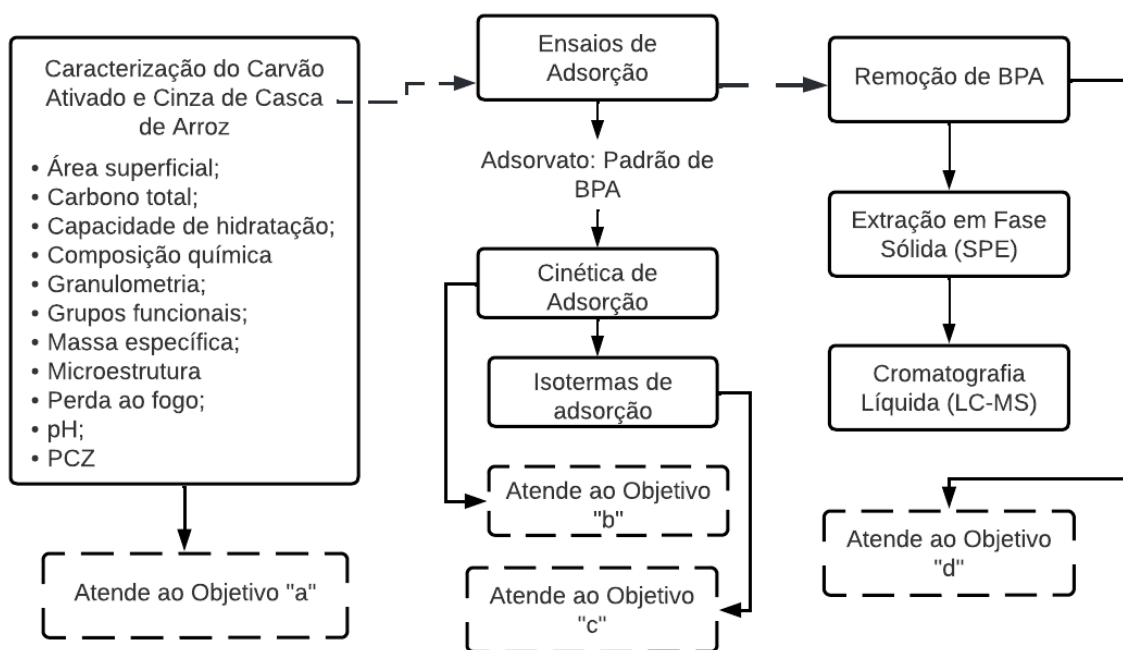 Caracterização do Carvão
Ativado e Cinza de Casca
de Arroz
• Área superficial;
• Carbono total;
• Capacidade de hidratação;
• Composição química
• Granulometria;
• Grupos funcionais;
• Massa específica;
• Microestrutura
• Perda ao fogo;
• pH;
• PCZ
Atende ao Objetivo "a"
Ensaios de
Adsorção
Adsorvato: Padrão de
BPA
Cinética de
Adsorção
Isotermas de
adsorção
Atende ao Objetivo
"b"
Atende ao Objetivo
"c"
Remoção de BPA
Extração em Fase
Sólida (SPE)
Cromatografia
Líquida (LC-MS)
Atende ao Objetivo
"d"